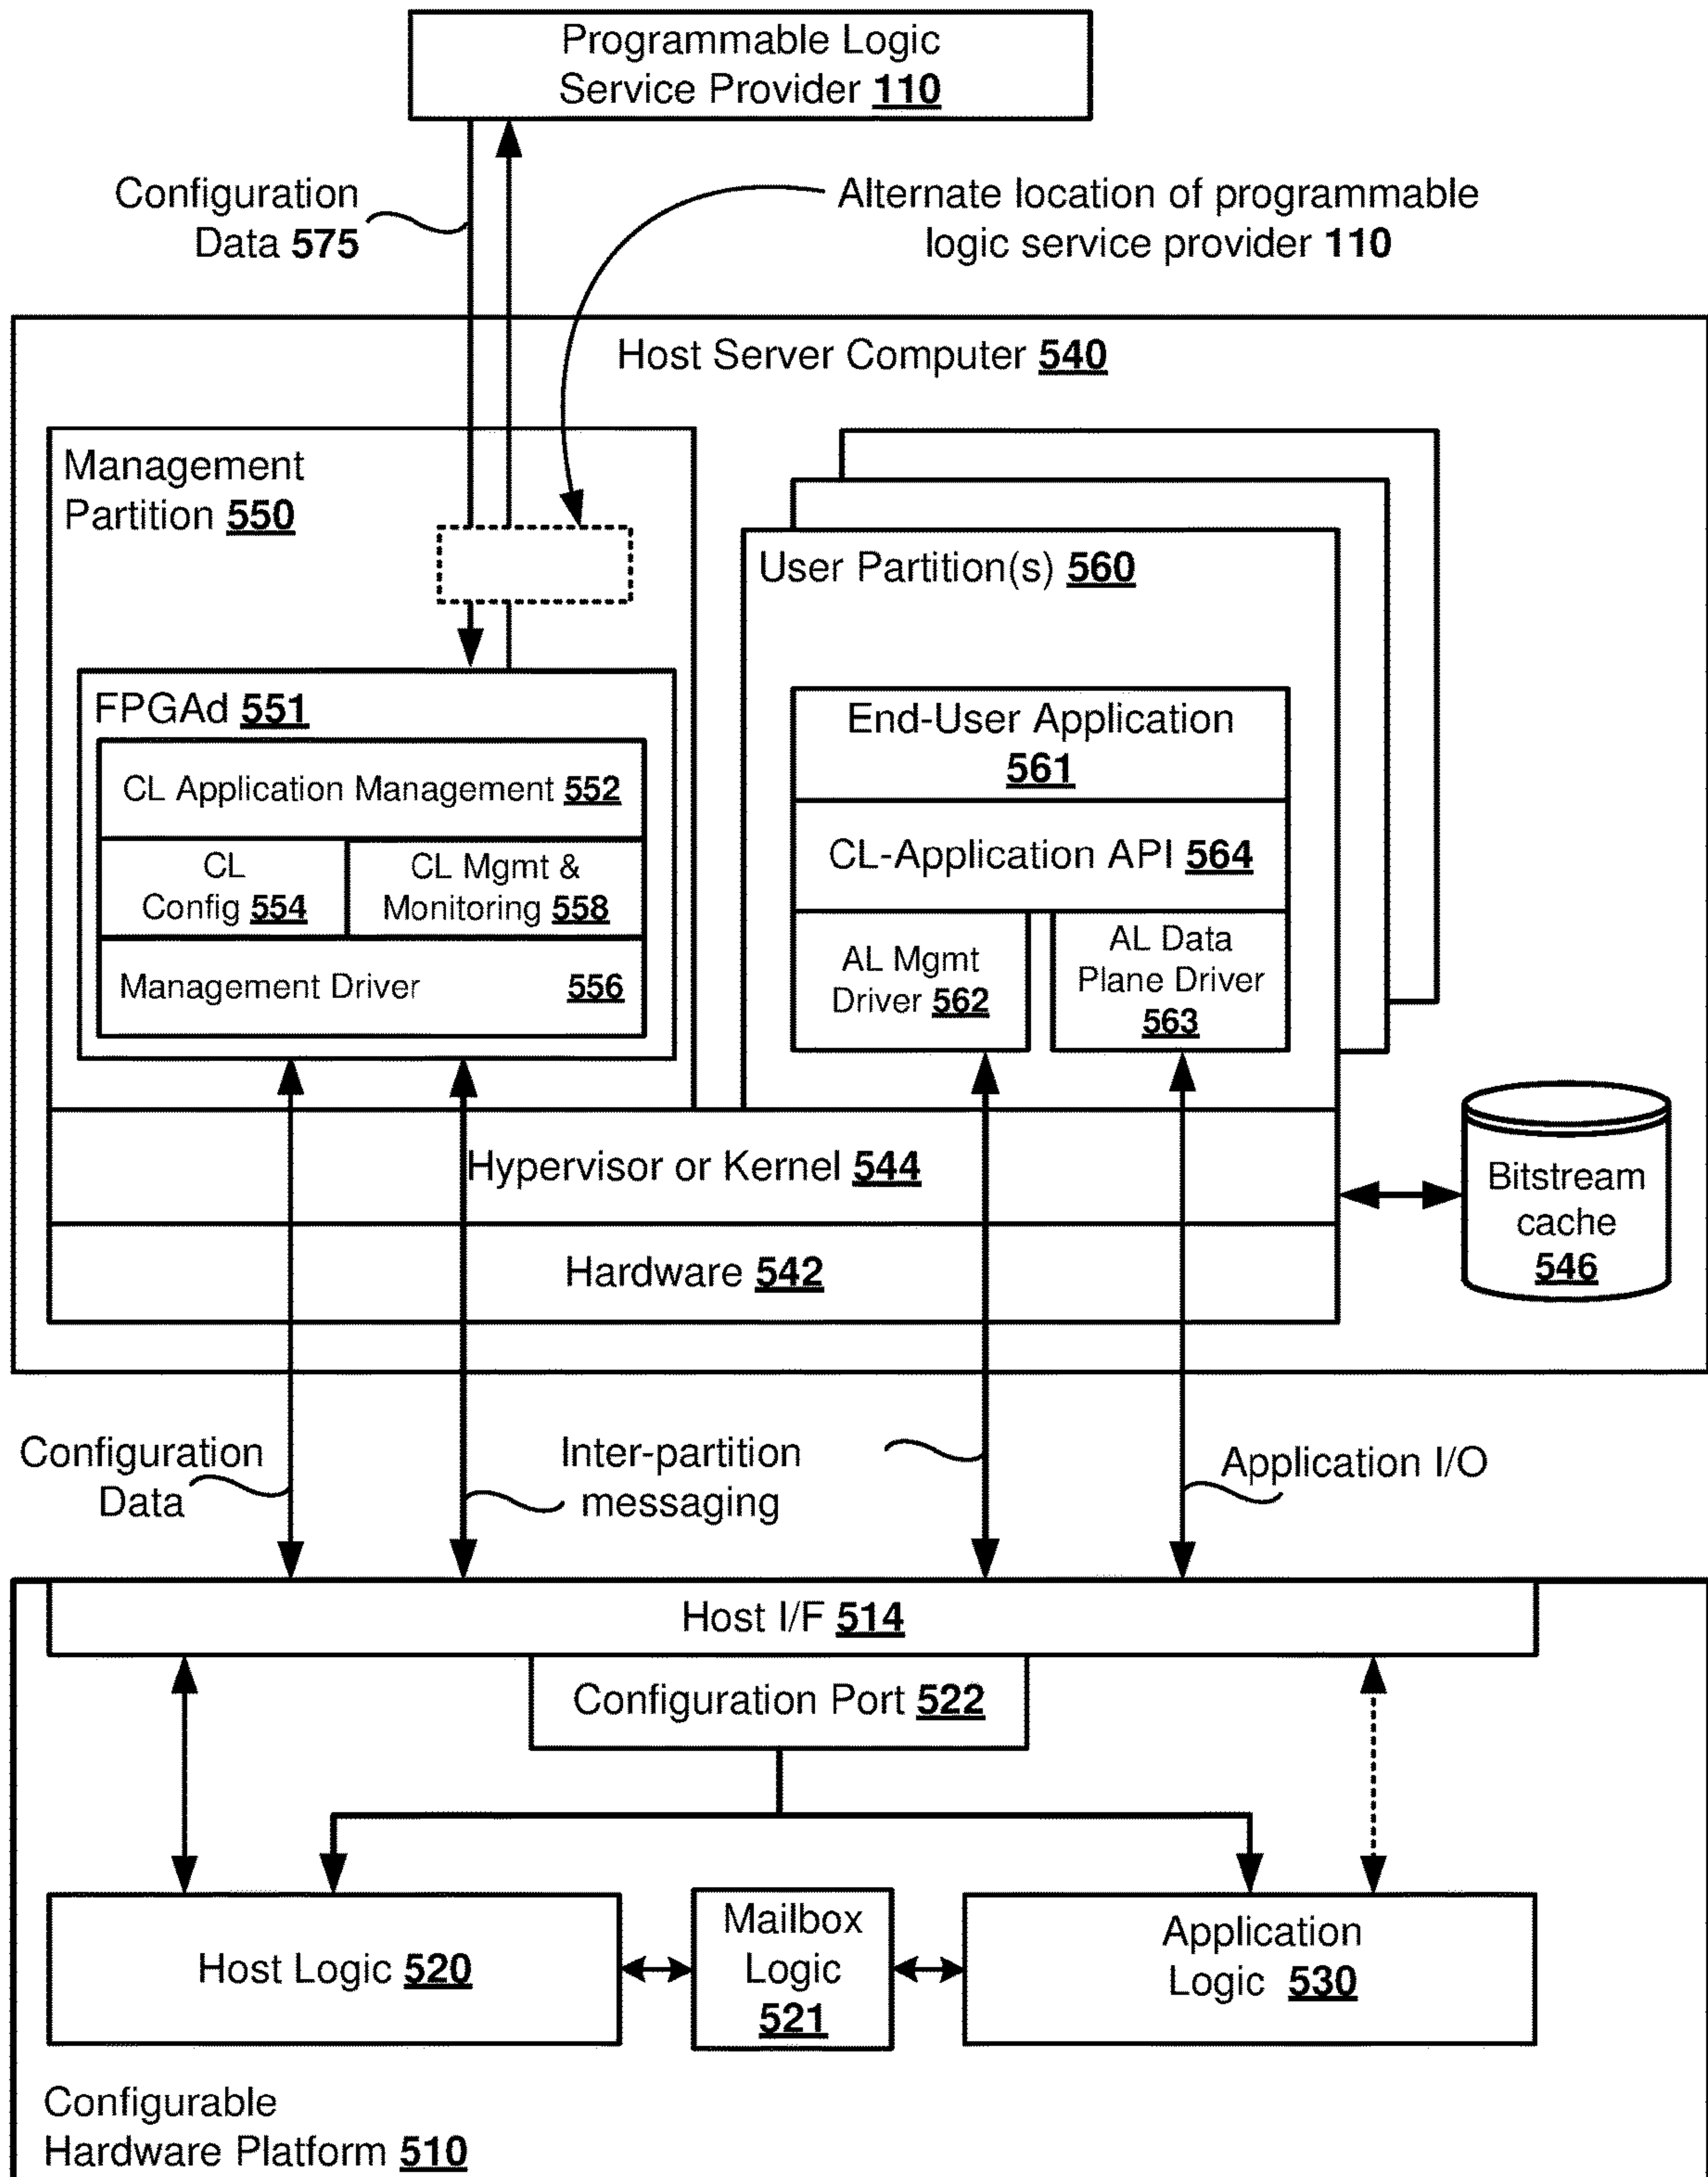 Programmable Logic
Service Provider 110
Configuration
Data 575
Alternate location of programmable
logic service provider 110
Host Server Computer 540
Management
Partition 550
User Partition(s) 560
FPGAd 551
CL Application Management 552
CL
Config 554
CL Mgmt &
Monitoring 558
Management Driver 556
End-User Application
561
CL-Application API 564
AL Mgmt
Driver 562
AL Data
Plane Driver
563
Hypervisor or Kernel 544
Hardware 542
Bitstream
cache
546
Configuration
Data
Inter-partition
messaging
Application I/O
Host I/F 514
Configuration Port 522
Host Logic 520
Mailbox
Logic
521
Application
Logic 530
Configurable
Hardware Platform 510